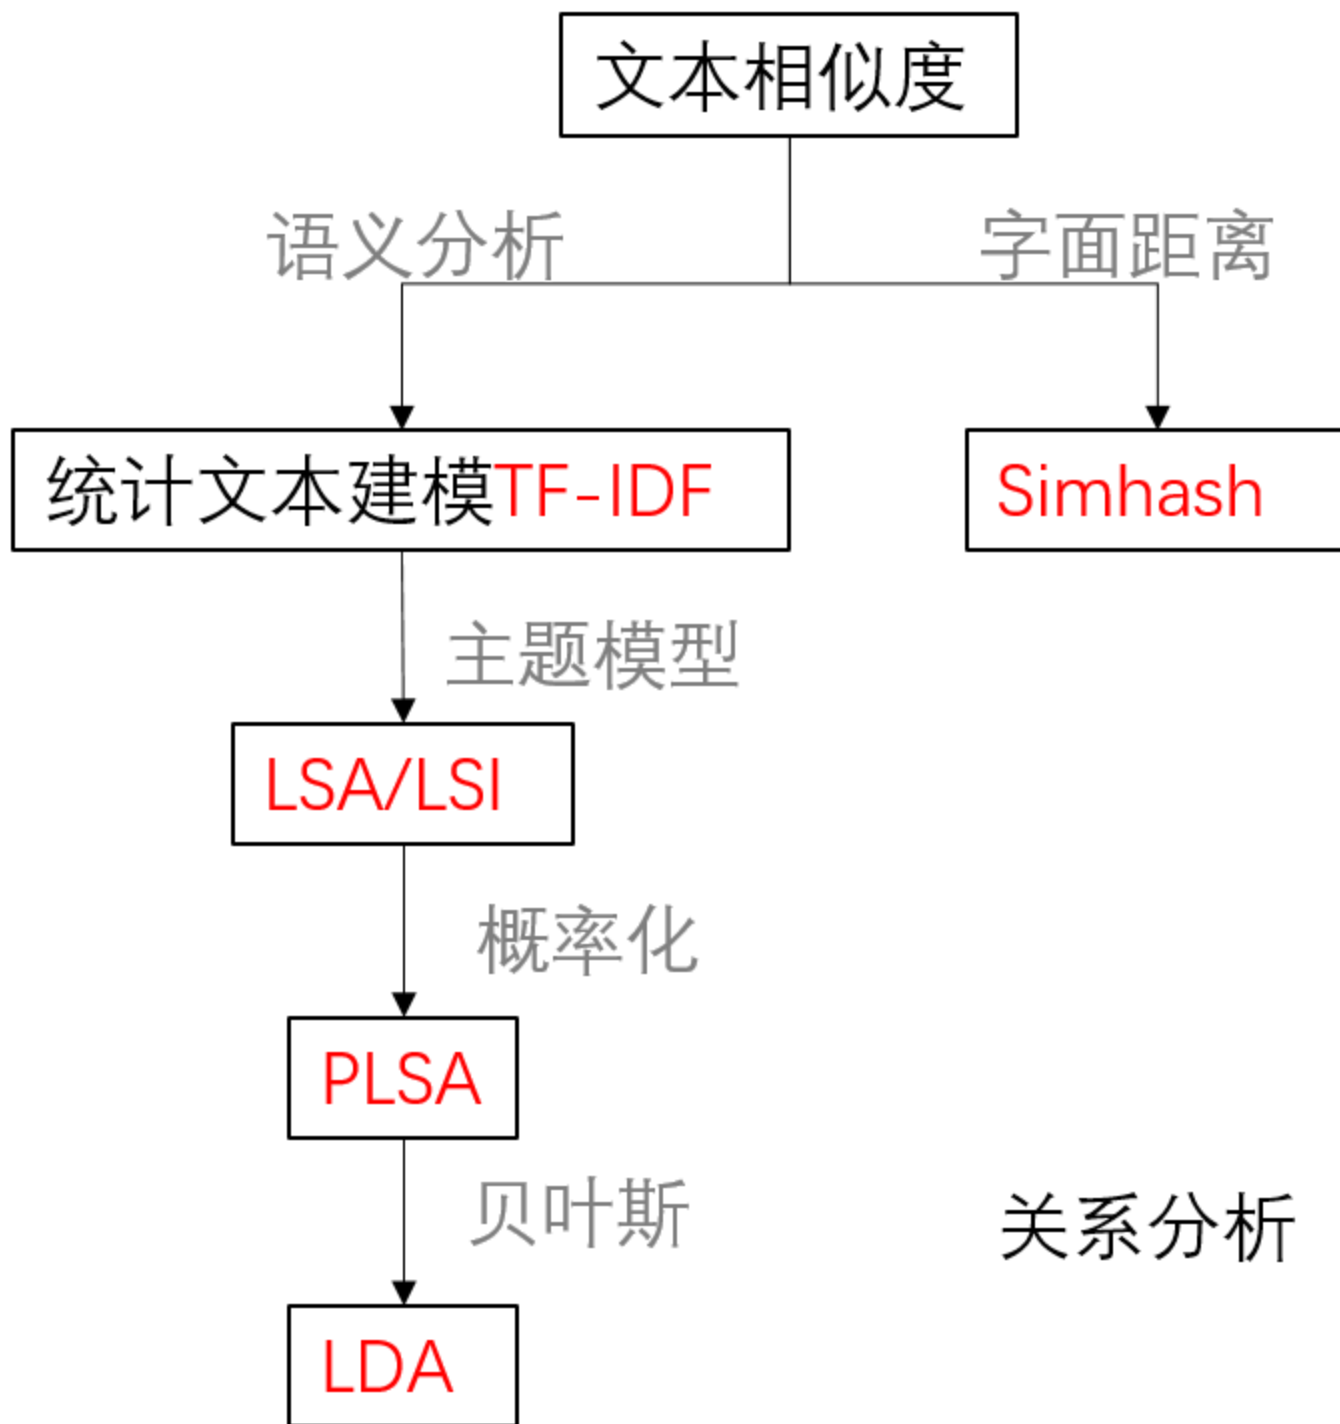 文本相似度
语义分析
字面距离
统计文本建模TF-IDF
Simhash
主题模型
LSA/LSI
概率化
PLSA
贝叶斯
关系分析
LDA